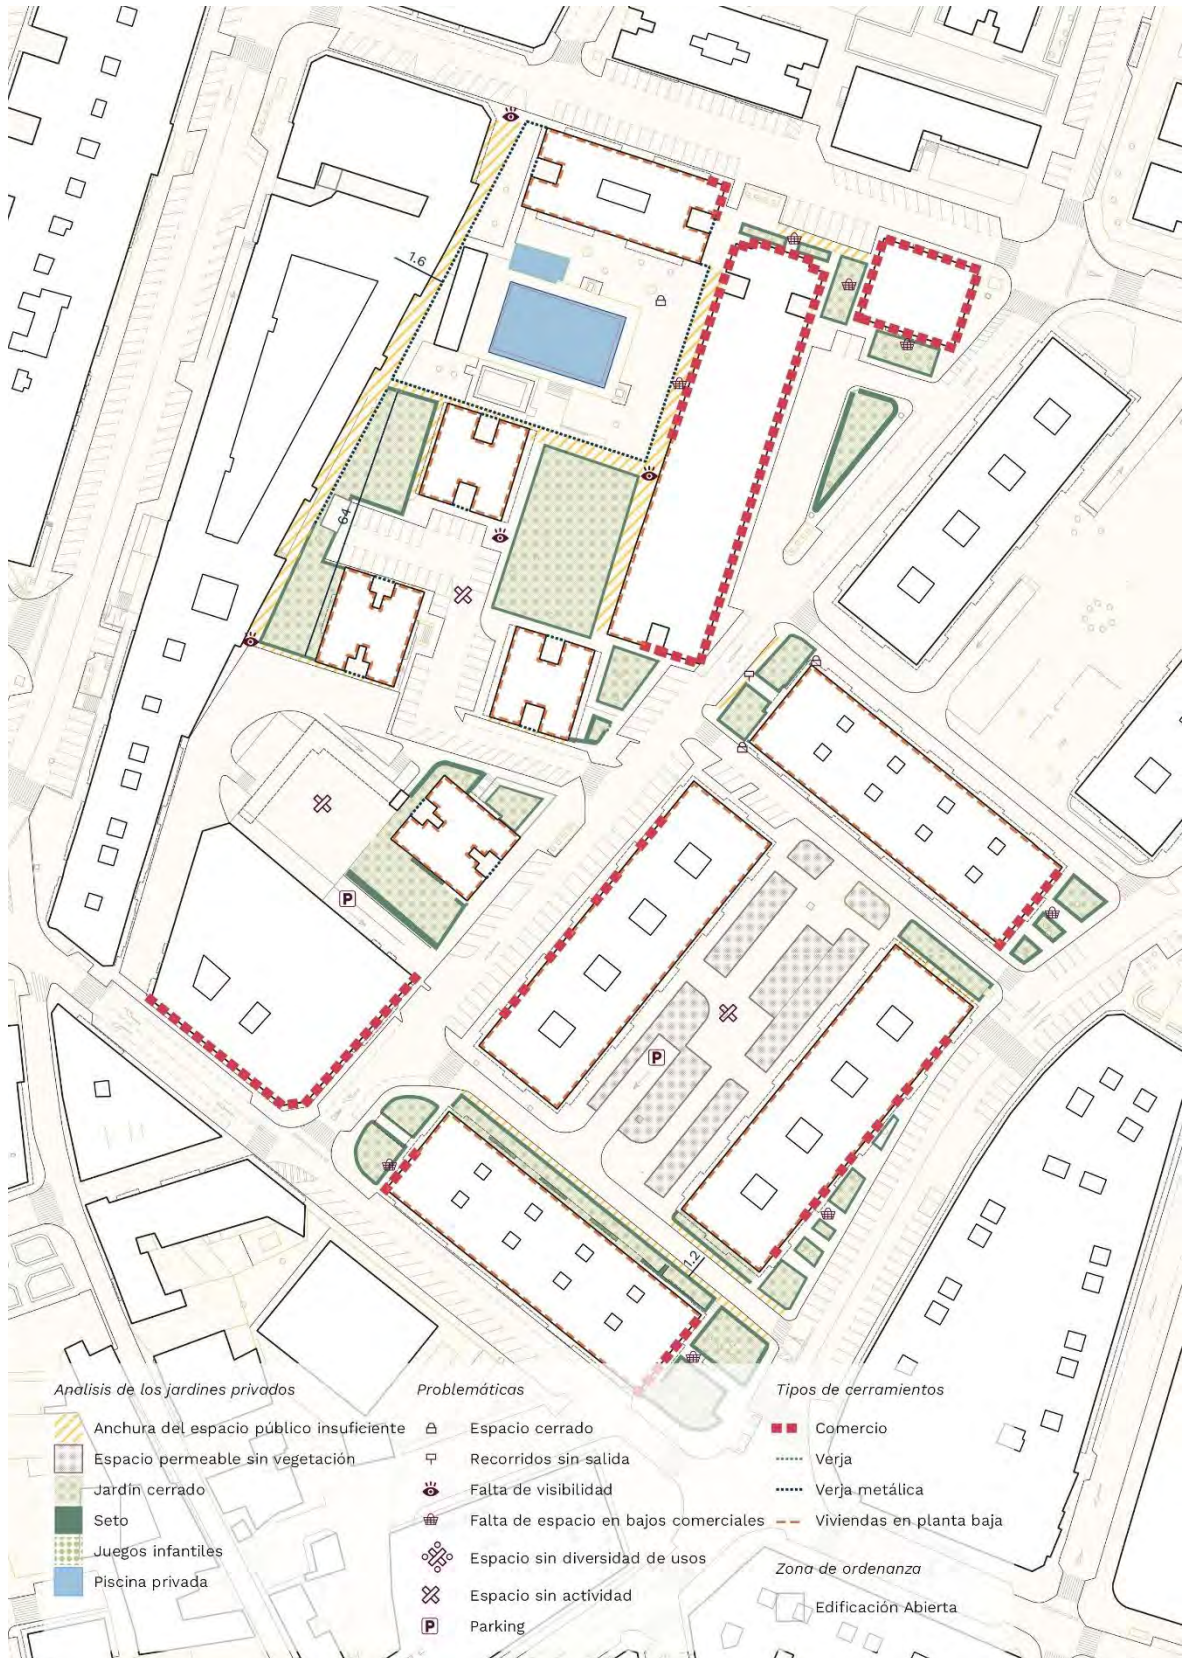 1.6
64
P
P
1.2
Analisis de los jardines privados
Anchura del espacio público insuficiente
Espacio permeable sin vegetación
Jardín cerrado
Seto
Juegos infantiles
Piscina privada
Problemáticas
Espacio cerrado
Recorridos sin salida
Falta de visibilidad
Falta de espacio en bajos comerciales
Espacio sin diversidad de usos
Espacio sin actividad
P Parking
Tipos de cerramientos
Comercio
Verja
Verja metálica
Viviendas en planta baja
Zona de ordenanza
Edificación Abierta